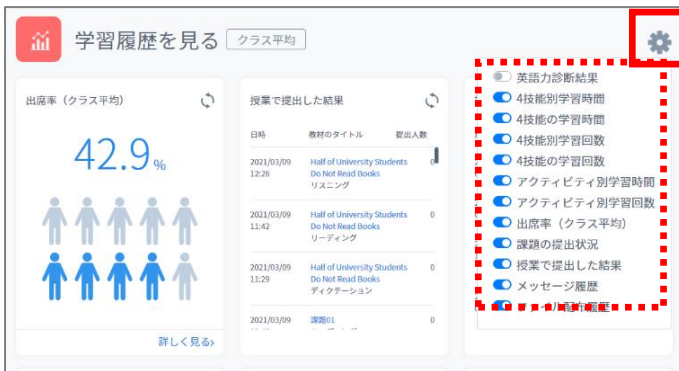 学習履歴を見る クラス平均
出席率（クラス平均）
42.9%
詳しく見る>
授業で提出した結果
日時 教材のタイトル 提出人数
2021/03/09 Half of University Students 0
12:26 Do Not Read Books
リスニング
2021/03/09 Half of University Students 0
11:42 Do Not Read Books
リーディング
2021/03/09 Half of University Students 0
11:29 Do Not Read Books
ディクテーション
2021/03/09 課題01 0
英語力診断結果
4技能別学習時間
4技能の学習時間
4技能別学習回数
4技能の学習回数
アクティビティ別学習時間
アクティビティ別学習回数
出席率（クラス平均）
課題の提出状況
授業で提出した結果
メッセージ履歴
ファイル配布履歴